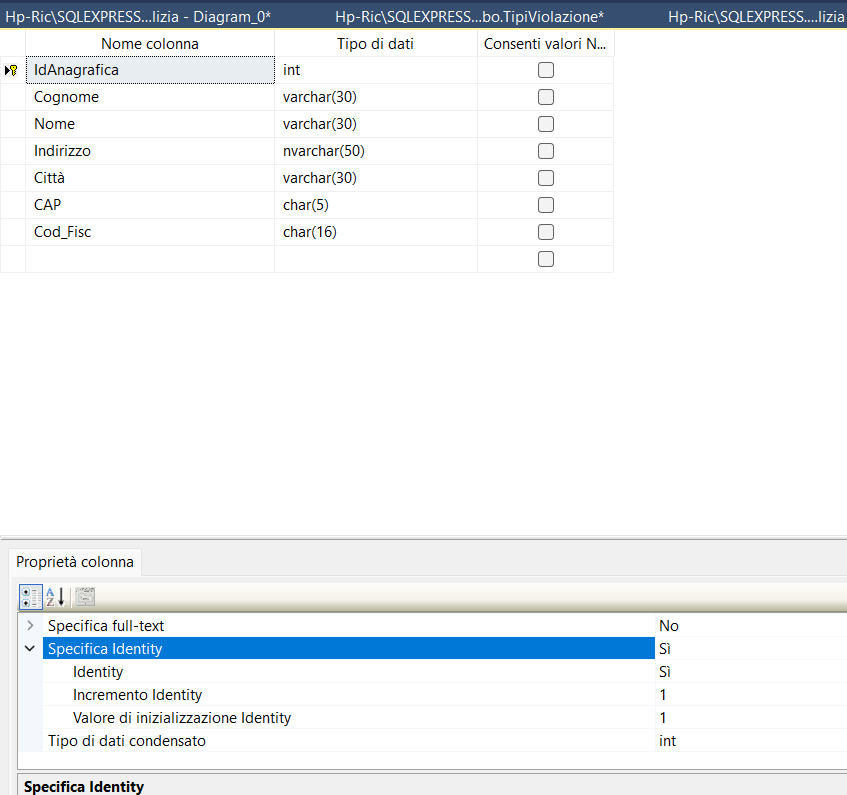 Hp-Ric\SQLEXPRESS...lizia - Diagram_0* Hp-Ric\SQLEXPRESS...bo.TipiViolazione* Hp-Ric\SQLEXPRESS....lizia
Nome colonna Tipo di dati Consenti valori N...
IdAnagrafica int
Cognome varchar(30)
Nome varchar(30)
Indirizzo nvarchar(50)
Città varchar(30)
CAP char(5)
Cod_Fisc char(16)
Proprietà colonna
Specifica full-text No
Specifica Identity Sì
Identity Sì
Incremento Identity 1
Valore di inizializzazione Identity 1
Tipo di dati condensato int
Specifica Identity